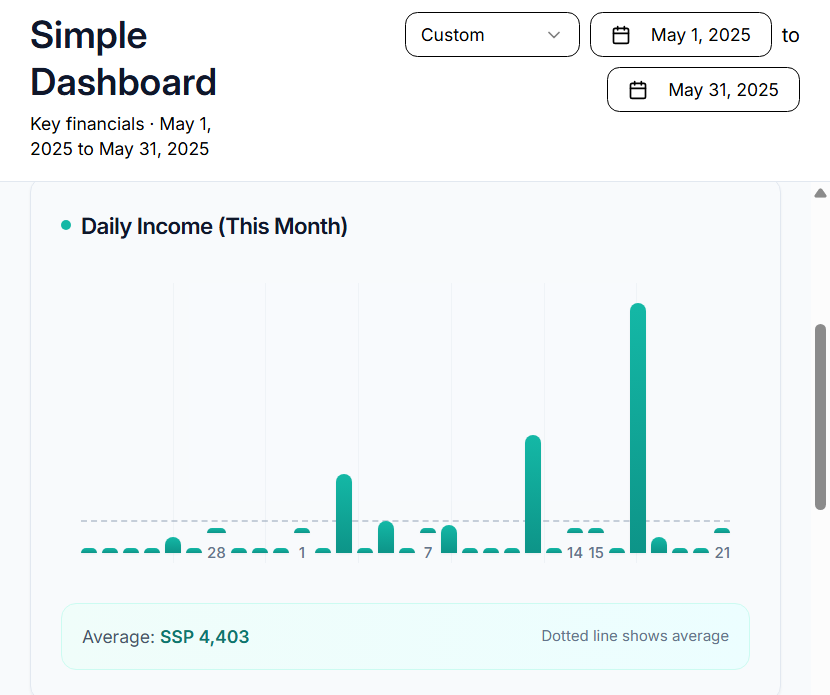 Simple
Dashboard
Key financials · May 1,
2025 to May 31, 2025
Custom
May 1, 2025
to
May 31, 2025
Daily Income (This Month)
28
1
7
14
15
21
Average: SSP 4,403
Dotted line shows average